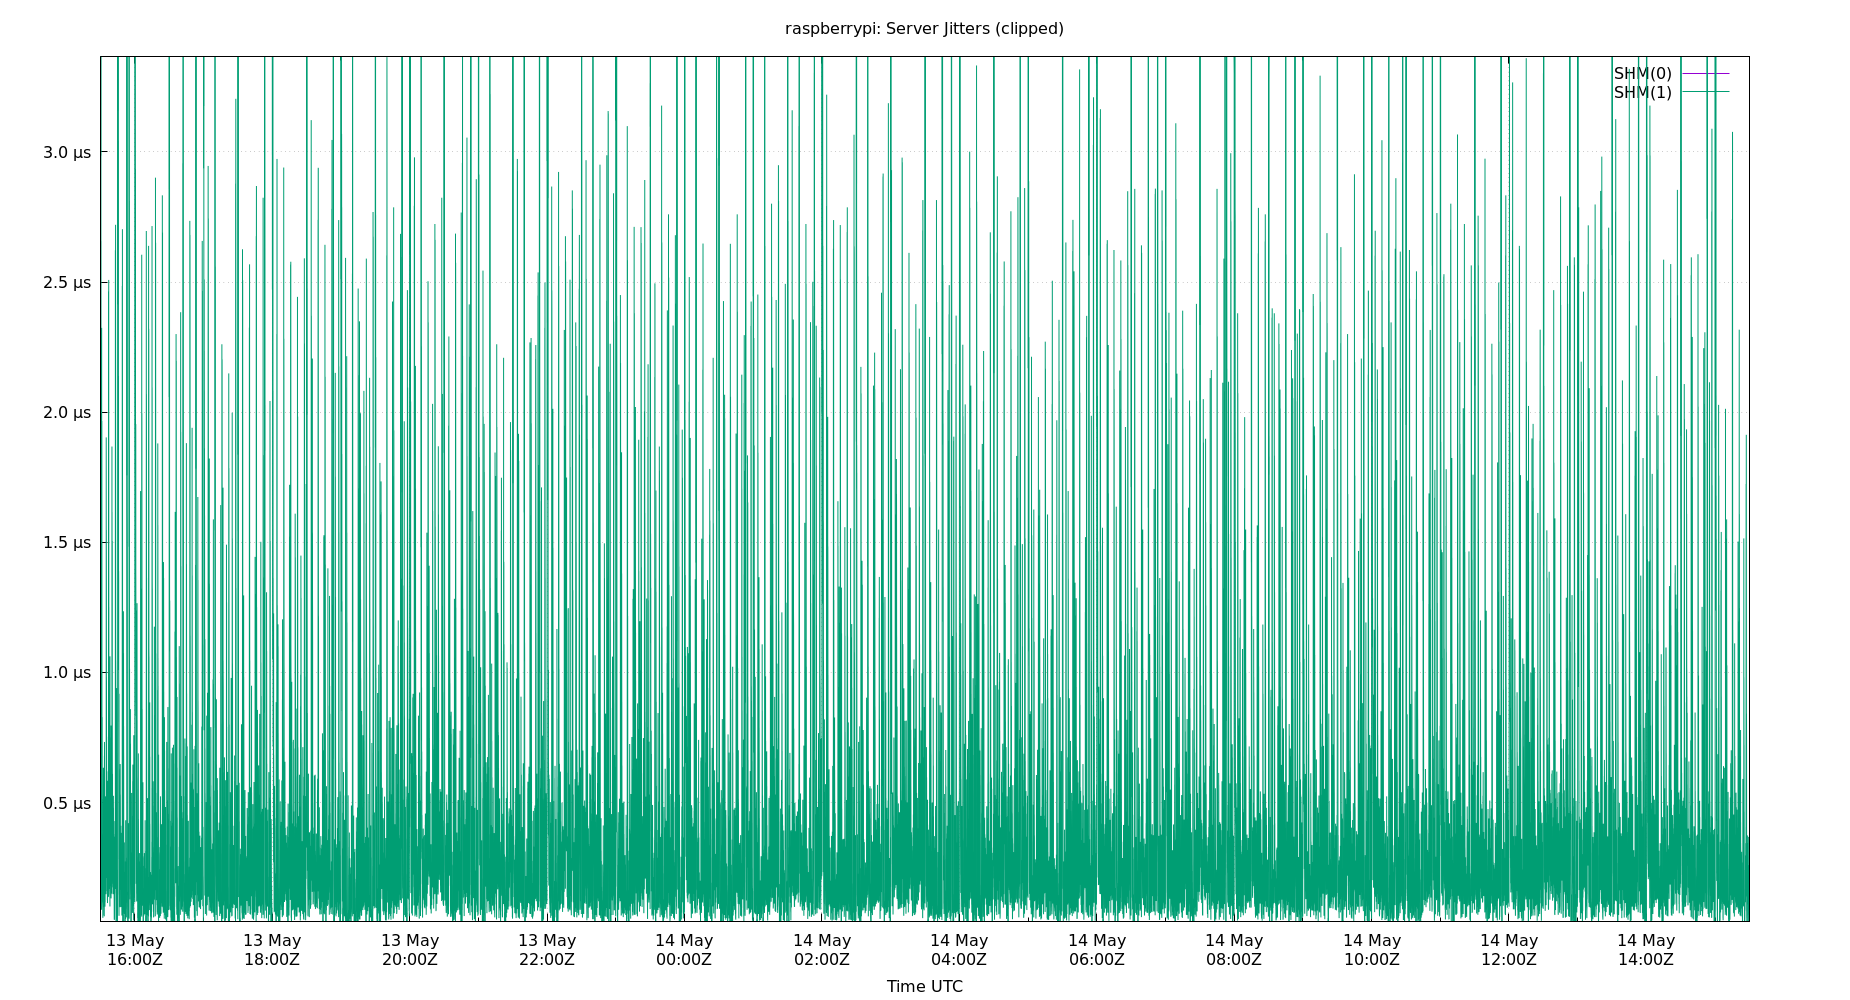 raspberrypi: Server Jitters (clipped)
SHM(0)
SHM(1)
3.0 µs
2.5 µs
2.0 µs
1.5 µs
1.0 µs
0.5 µs
13 May 13 May 13 May 13 May 14 May 14 May 14 May 14 May 14 May 14 May 14 May 14 May
16:00Z 18:00Z 20:00Z 22:00Z 00:00Z 02:00Z 04:00Z 06:00Z 08:00Z 10:00Z 12:00Z 14:00Z
Time UTC